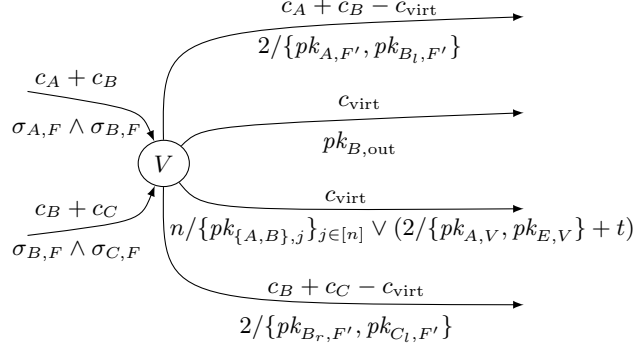 c_A + c_B − c_virt
2/{pk_{A,F′}, pk_{B_l,F′}}
c_A + c_B
σ_{A,F} ∧ σ_{B,F}
c_virt
pk_{B,out}
V
c_B + c_C
σ_{B,F} ∧ σ_{C,F}
c_virt
n/{pk_{{A,B},j}}_{j∈[n]} ∨ (2/{pk_{A,V}, pk_{E,V}} + t)
c_B + c_C − c_virt
2/{pk_{B_r,F′}, pk_{C_l,F′}}